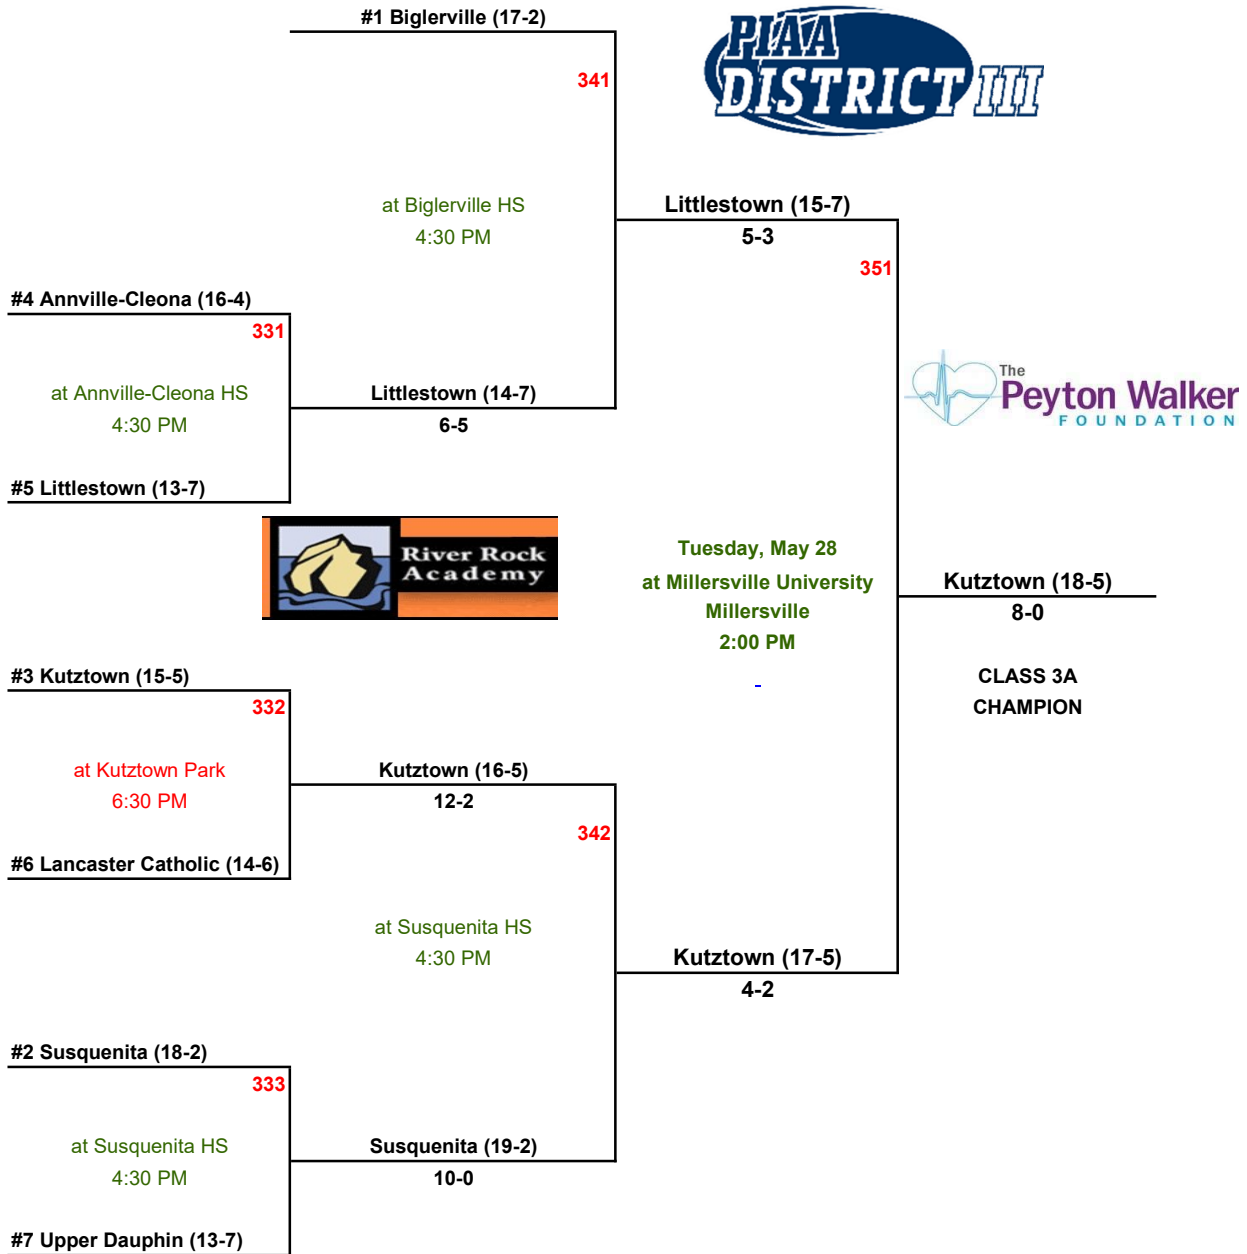 #1 Biglerville (17-2)
PIAA
DISTRICT III
341
at Biglerville HS
4:30 PM
Littlestown (15-7)
5-3
351
#4 Annville-Cleona (16-4)
331
at Annville-Cleona HS
4:30 PM
Littlestown (14-7)
6-5
The
Peyton Walker
FOUNDATION
#5 Littlestown (13-7)
River Rock
Academy
Tuesday, May 28
at Millersville University
Millersville
2:00 PM
-
Kutztown (18-5)
8-0
CLASS 3A
CHAMPION
#3 Kutztown (15-5)
332
at Kutztown Park
6:30 PM
Kutztown (16-5)
12-2
342
#6 Lancaster Catholic (14-6)
at Susquenita HS
4:30 PM
Kutztown (17-5)
4-2
#2 Susquenita (18-2)
333
at Susquenita HS
4:30 PM
Susquenita (19-2)
10-0
#7 Upper Dauphin (13-7)